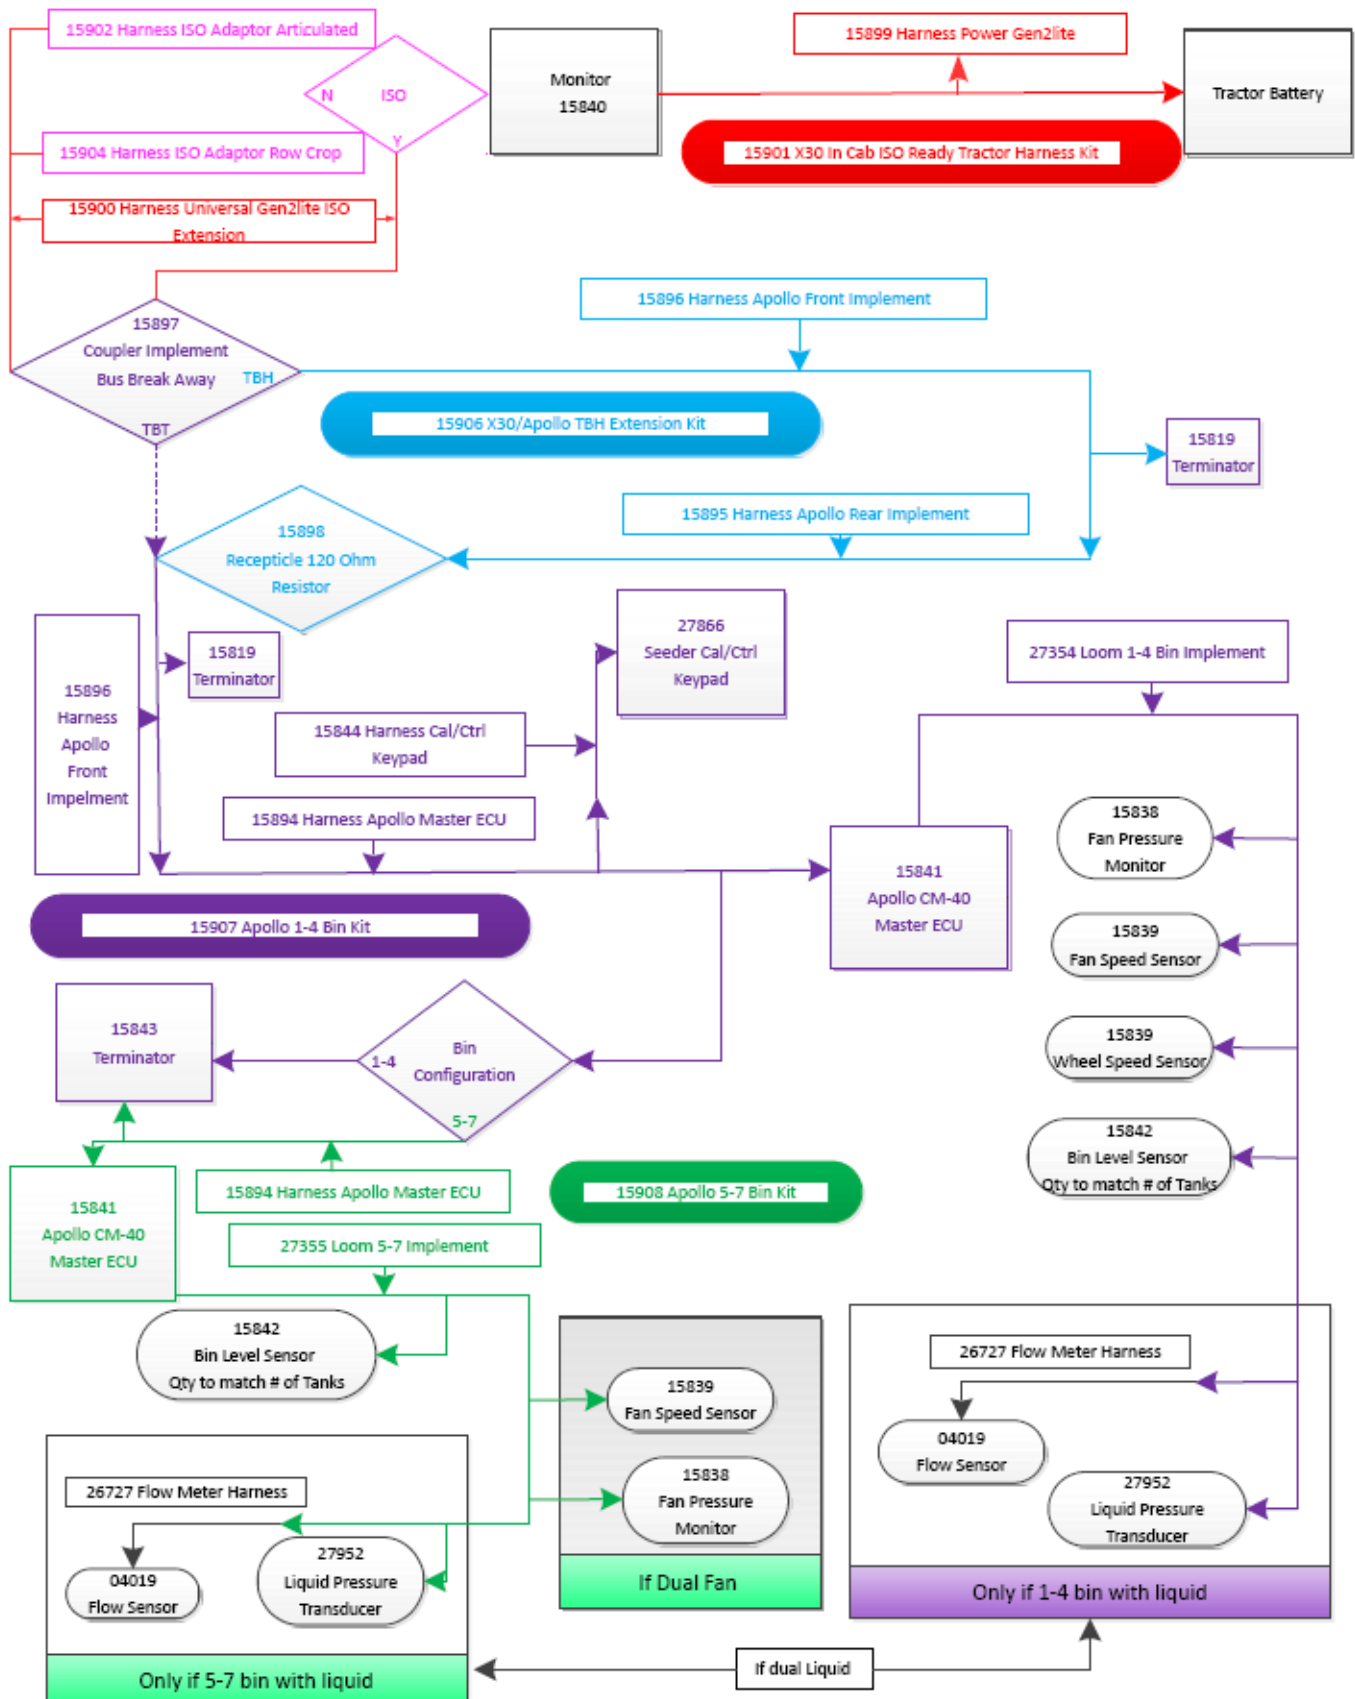 15902 Harness ISO Adaptor Articulated
N
ISO
Y
Monitor
15840
15899 Harness Power Gen2lite
Tractor Battery
15904 Harness ISO Adaptor Row Crop
15901 X30 In Cab ISO Ready Tractor Harness Kit
15900 Harness Universal Gen2lite ISO
Extension
15896 Harness Apollo Front Implement
15897
Coupler Implement
Bus Break Away
TBH
TBT
15906 X30/Apollo TBH Extension Kit
15819
Terminator
15895 Harness Apollo Rear Implement
15898
Recepticle 120 Ohm
Resistor
27866
Seeder Cal/Ctrl
Keypad
27354 Loom 1-4 Bin Implement
15819
Terminator
15896
Harness
Apollo
Front
Impelment
15844 Harness Cal/Ctrl
Keypad
15894 Harness Apollo Master ECU
15838
Fan Pressure
Monitor
15841
Apollo CM-40
Master ECU
15907 Apollo 1-4 Bin Kit
15839
Fan Speed Sensor
15843
Terminator
1-4
Bin
Configuration
5-7
15839
Wheel Speed Sensor
15842
Bin Level Sensor
Qty to match # of Tanks
15841
Apollo CM-40
Master ECU
15894 Harness Apollo Master ECU
15908 Apollo 5-7 Bin Kit
27355 Loom 5-7 Implement
15842
Bin Level Sensor
Qty to match # of Tanks
15839
Fan Speed Sensor
15838
Fan Pressure
Monitor
If Dual Fan
26727 Flow Meter Harness
04019
Flow Sensor
27952
Liquid Pressure
Transducer
Only if 1-4 bin with liquid
26727 Flow Meter Harness
04019
Flow Sensor
27952
Liquid Pressure
Transducer
Only if 5-7 bin with liquid
If dual Liquid